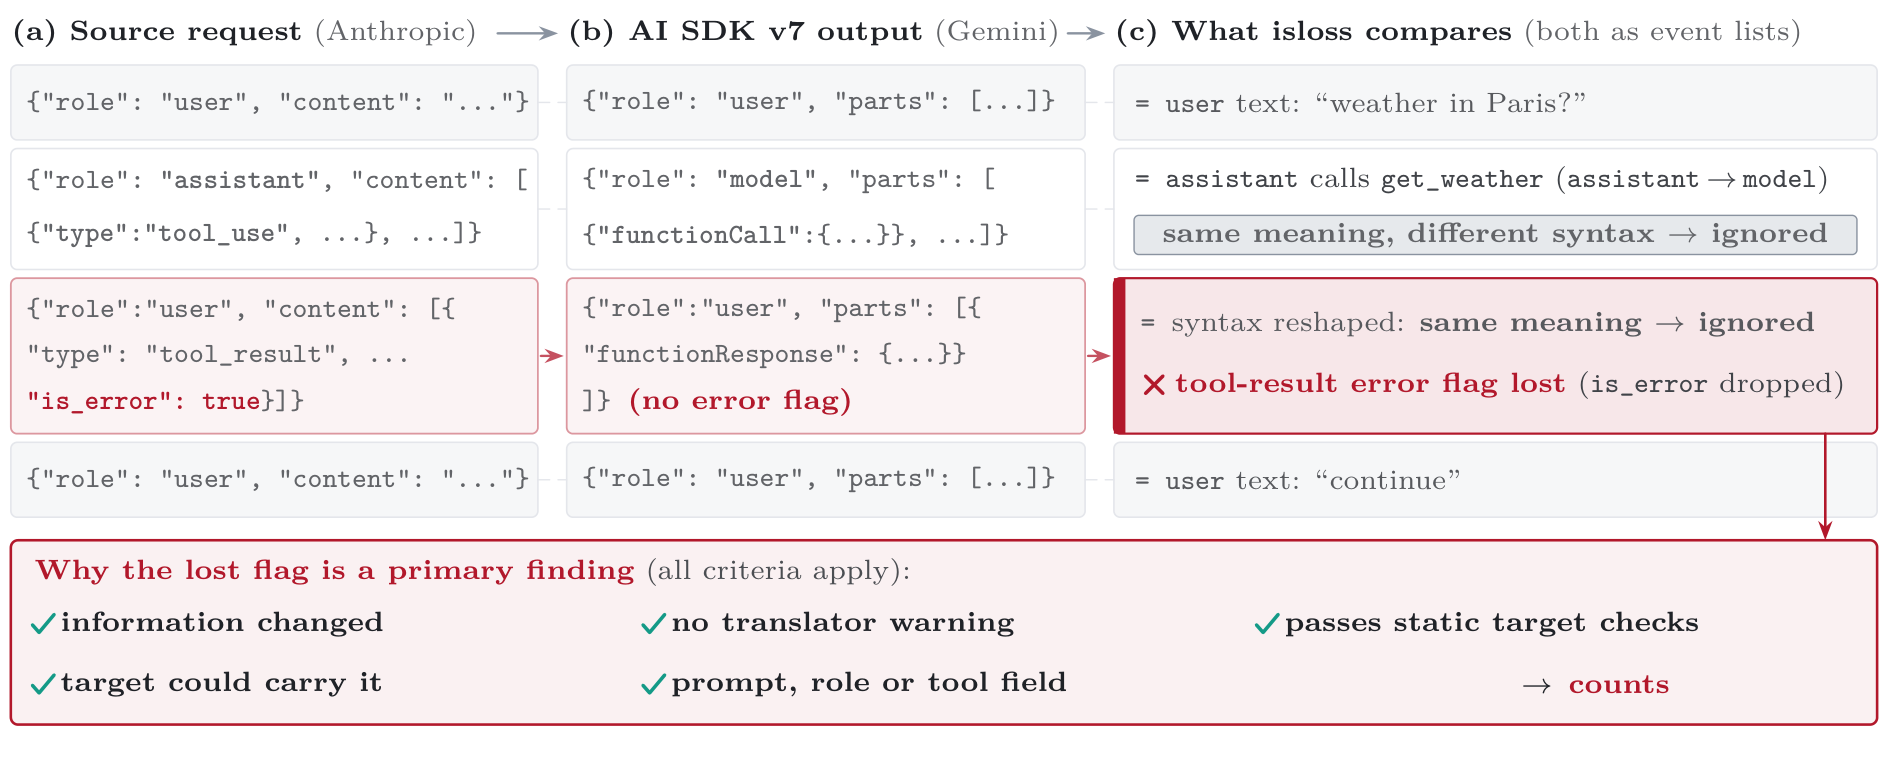 (a) Source request (Anthropic) → (b) AI SDK v7 output (Gemini) → (c) What isloss compares (both as event lists)
{"role": "user", "content": "..."}
{"role": "user", "parts": [...]}
= user text: “weather in Paris?”
{"role": "assistant", "content": [
{"type":"tool_use", ...}, ...]}
{"role": "model", "parts": [
{"functionCall":{...}}, ...]}
= assistant calls get_weather (assistant→model)
same meaning, different syntax → ignored
{"role":"user", "content": [{
"type": "tool_result", ...
"is_error": true}]}
{"role":"user", "parts": [{
"functionResponse": {...}}
]} (no error flag)
= syntax reshaped: same meaning → ignored
✕ tool-result error flag lost (is_error dropped)
{"role": "user", "content": "..."}
{"role": "user", "parts": [...]}
= user text: “continue”
Why the lost flag is a primary finding (all criteria apply):
✓ information changed
✓ no translator warning
✓ passes static target checks
✓ target could carry it
✓ prompt, role or tool field
→ counts